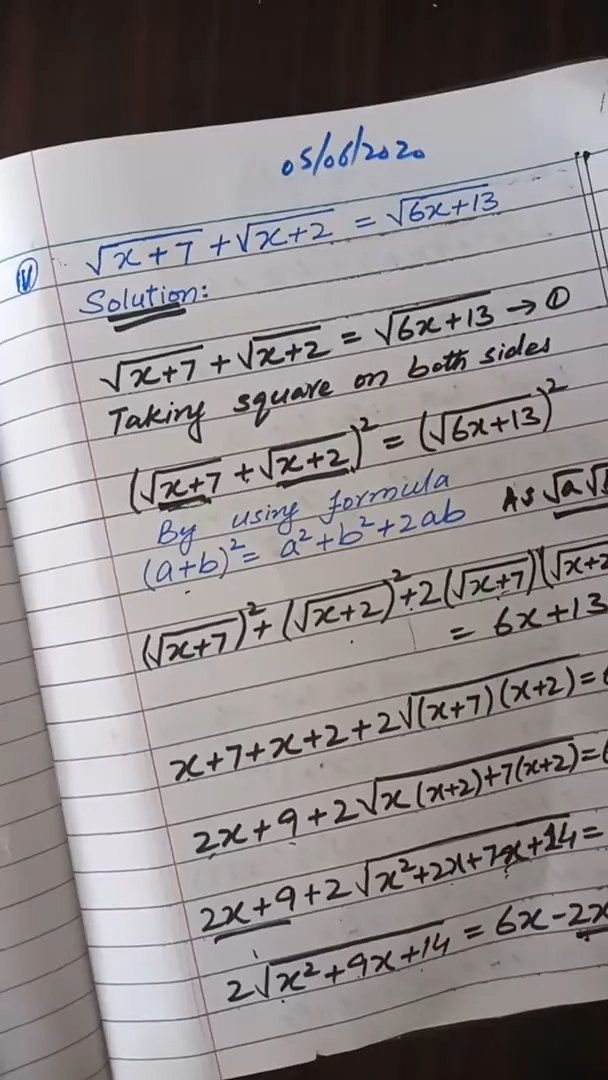 05/06/2020
(V) √(x+7) + √(x+2) = √(6x+13)
Solution:
√(x+7) + √(x+2) = √(6x+13) → ①
Taking square on both sides
(√(x+7) + √(x+2))² = (√(6x+13))²
By using formula
(a+b)² = a²+b²+2ab As √a√
(√(x+7))² + (√(x+2))² + 2(√(x+7))(√(x+2
= 6x+13
x+7+x+2+2√((x+7)(x+2)) =
2x+9+2√(x(x+2)+7(x+2)) =
2x+9+2√(x²+2x+7x+14) =
2√(x²+9x+14) = 6x-2x